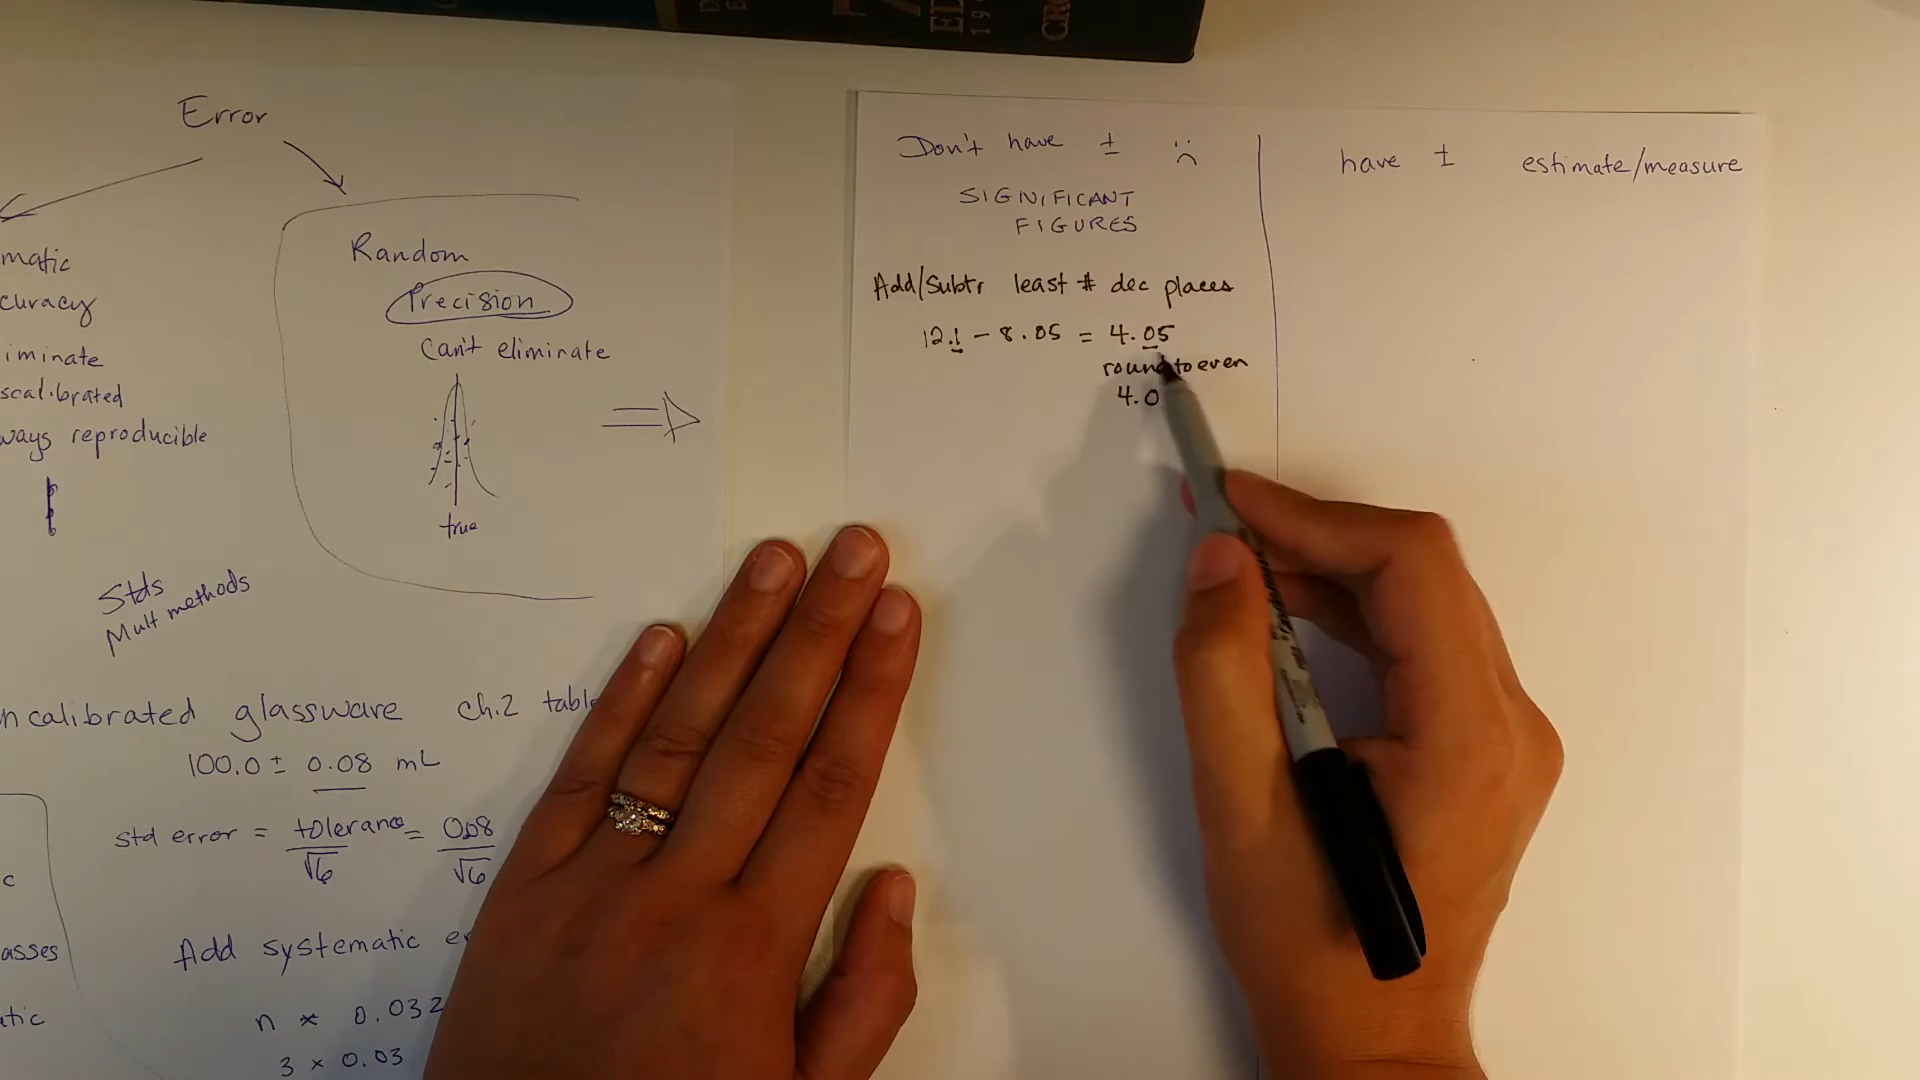 Error
matic
curacy
iminate
scalibrated
ways reproducible
Random
Precision
Can't eliminate
true
Stds
Mult methods
ncalibrated glassware ch.2 table
100.0 ± 0.08 mL
std error = tolerance/√6 = 0.08/√6
c
Add systematic er
asses
n * 0.032
tic
3 x 0.03
Don't have ±
SIGNIFICANT
FIGURES
Add/Subtr least # dec places
12.1 - 8.05 = 4.05
round to even
4.0
have ± estimate/measure